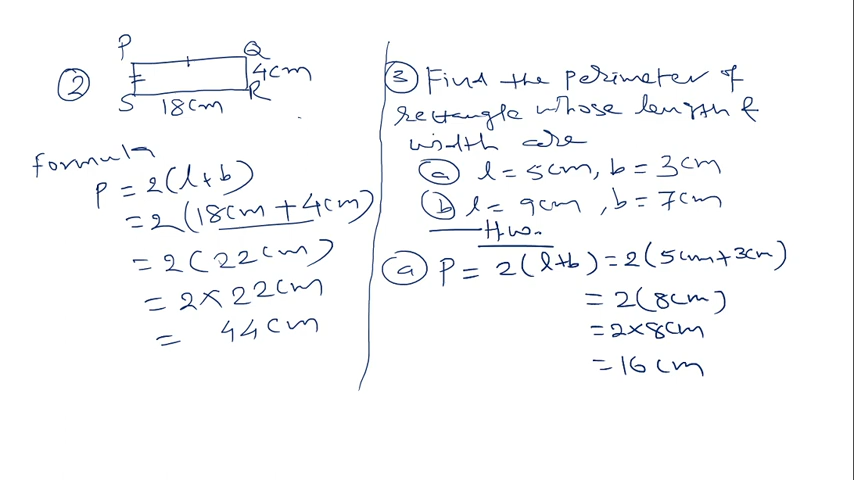 ② P Q
4cm
S R
18cm
formula
P = 2(l+b)
= 2(18cm + 4cm)
= 2(22cm)
= 2×22cm
= 44cm
③ Find the perimeter of
rectangle whose length &
width are
ⓐ l = 5cm, b = 3cm
ⓑ l = 9cm, b = 7cm
H.w.
ⓐ P = 2(l+b) = 2(5cm+3cm)
= 2(8cm)
= 2×8cm
= 16cm